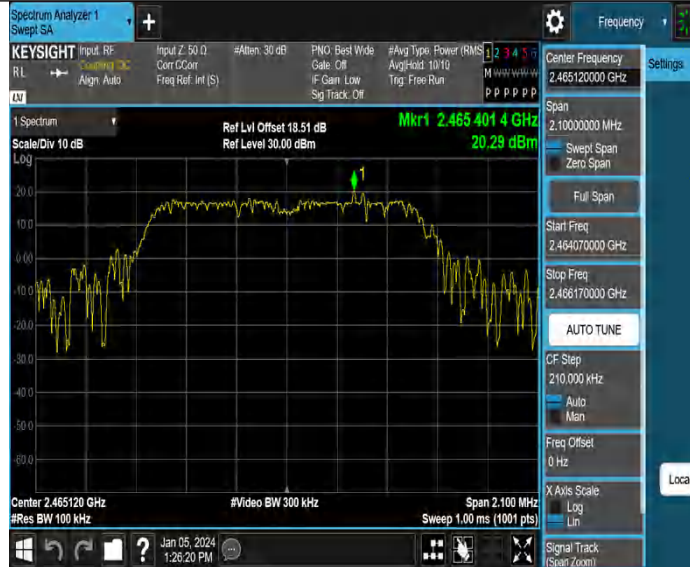 Spectrum Analyzer 1
Swept SA
+
Frequency
KEYSIGHT
RL
LXI
Input: RF
Coupling: DC
Align: Auto
Input Z: 50 Ω
Corr CCorr
Freq Ref: Int (S)
#Atten: 30 dB
PNO: Best Wide
Gate: Off
IF Gain: Low
Sig Track: Off
#Avg Type: Power (RMS
Avg|Hold: 10/10
Trig: Free Run
1 2 3 4 5 6
M W W W W W
P P P P P P
1 Spectrum
Scale/Div 10 dB
Log
Ref Lvl Offset 18.51 dB
Ref Level 30.00 dBm
Mkr1 2.465 401 4 GHz
20.29 dBm
1
20.0
10.0
0.00
-10.0
-20.0
-30.0
-40.0
-50.0
-60.0
Center 2.465120 GHz
#Res BW 100 kHz
#Video BW 300 kHz
Span 2.100 MHz
Sweep 1.00 ms (1001 pts)
?
Jan 05, 2024
1:26:20 PM
Center Frequency
2.465120000 GHz
Span
2.10000000 MHz
Swept Span
Zero Span
Full Span
Start Freq
2.464070000 GHz
Stop Freq
2.466170000 GHz
AUTO TUNE
CF Step
210.000 kHz
Auto
Man
Freq Offset
0 Hz
X Axis Scale
Log
Lin
Signal Track
(Span Zoom)
Settings
Loca